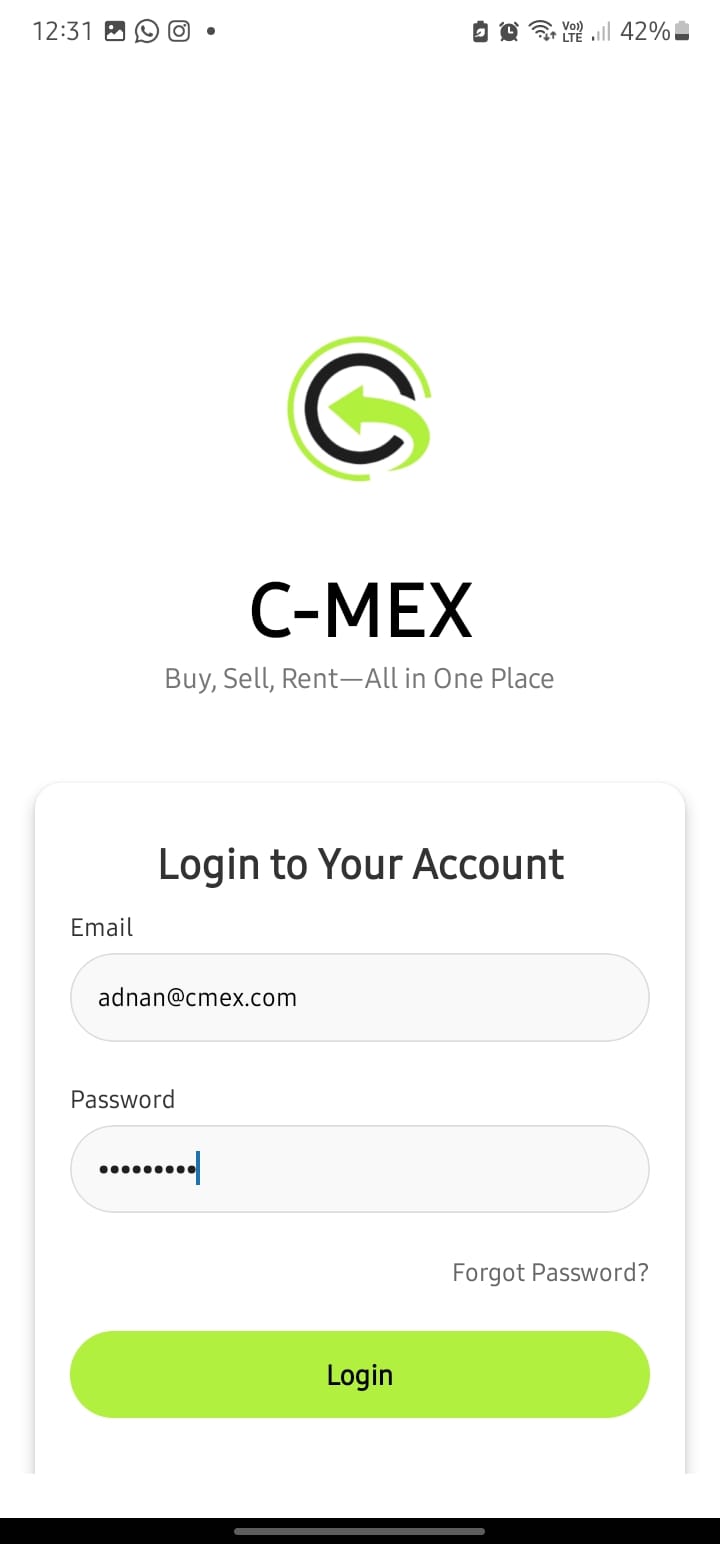 12:31 Vo)) LTE 42%
C-MEX
Buy, Sell, Rent—All in One Place
Login to Your Account
Email
adnan@cmex.com
Password
•••••••••
Forgot Password?
Login